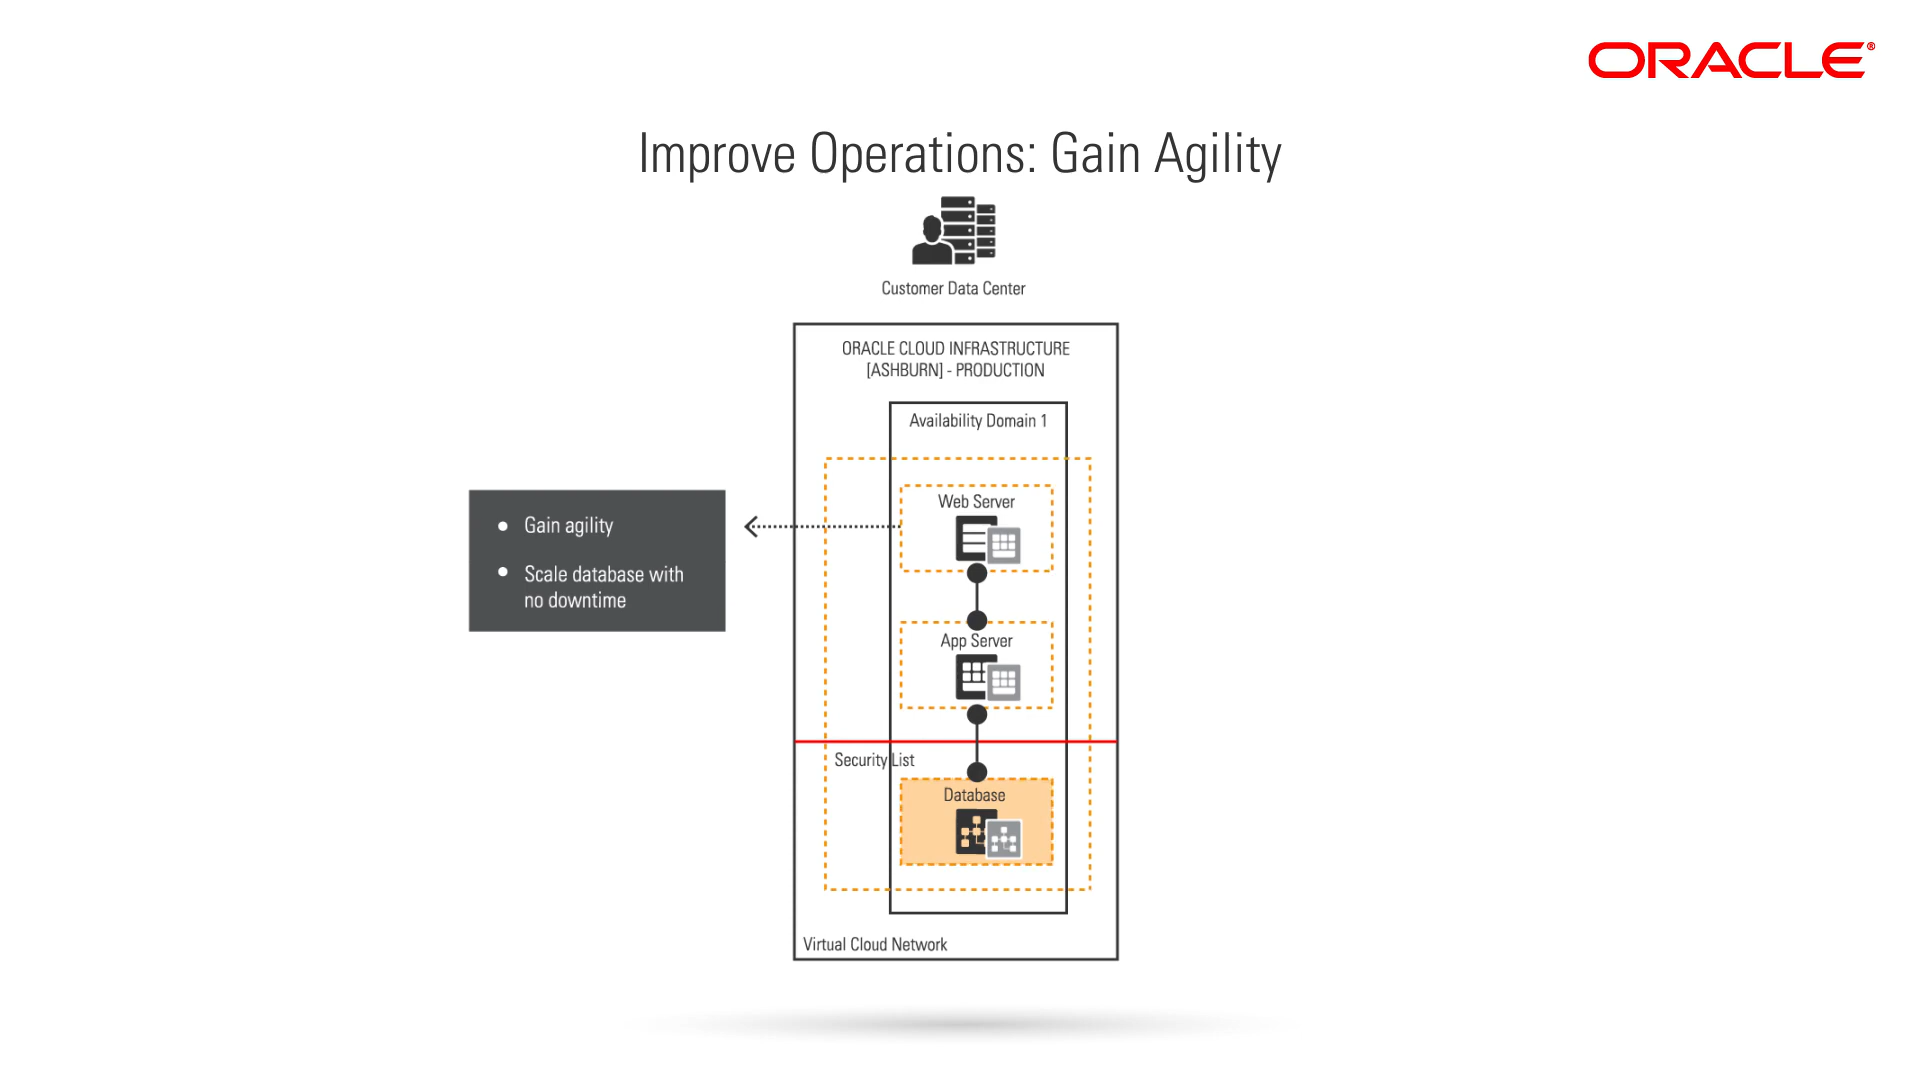 ORACLE®
Improve Operations: Gain Agility
Customer Data Center
ORACLE CLOUD INFRASTRUCTURE
[ASHBURN] - PRODUCTION
Availability Domain 1
Web Server
• Gain agility
• Scale database with
no downtime
App Server
Security List
Database
Virtual Cloud Network